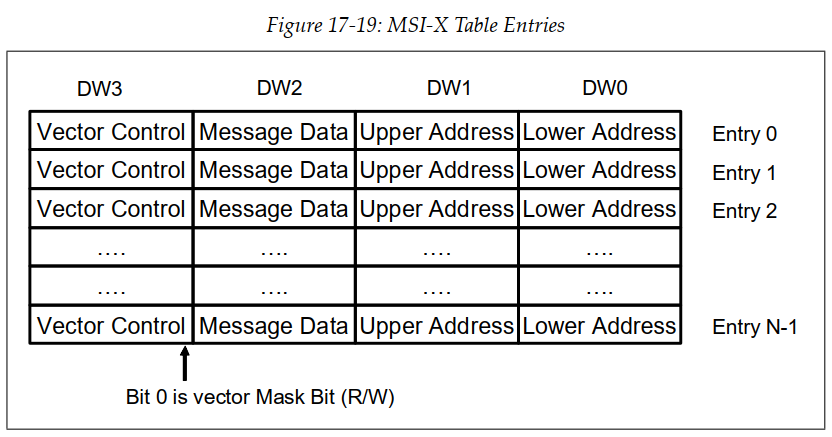 Figure 17-19: MSI-X Table Entries
DW3 DW2 DW1 DW0
Vector Control Message Data Upper Address Lower Address Entry 0
Vector Control Message Data Upper Address Lower Address Entry 1
Vector Control Message Data Upper Address Lower Address Entry 2
.... .... .... ....
.... .... .... ....
Vector Control Message Data Upper Address Lower Address Entry N-1
Bit 0 is vector Mask Bit (R/W)